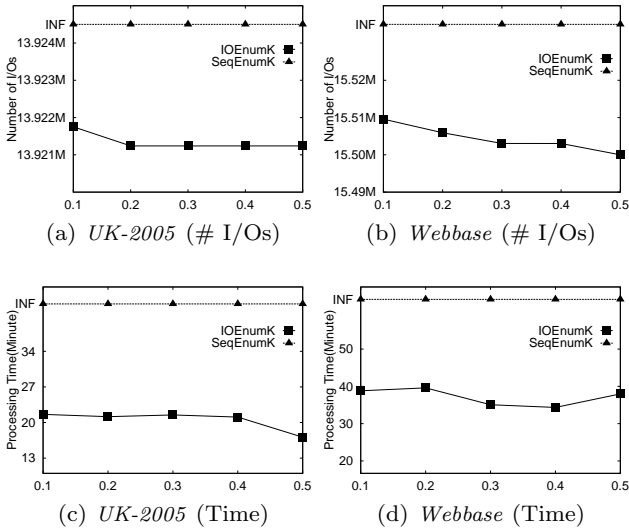 INF
13.924M
13.923M
13.922M
13.921M
Number of I/Os
IOEnumK
SeqEnumK
0.1 0.2 0.3 0.4 0.5
(a) UK-2005 (# I/Os)
INF
15.52M
15.51M
15.50M
15.49M
Number of I/Os
IOEnumK
SeqEnumK
0.1 0.2 0.3 0.4 0.5
(b) Webbase (# I/Os)
INF
34
27
20
13
Processing Time(Minute)
IOEnumK
SeqEnumK
0.1 0.2 0.3 0.4 0.5
(c) UK-2005 (Time)
INF
50
40
30
20
Processing Time(Minute)
IOEnumK
SeqEnumK
0.1 0.2 0.3 0.4 0.5
(d) Webbase (Time)